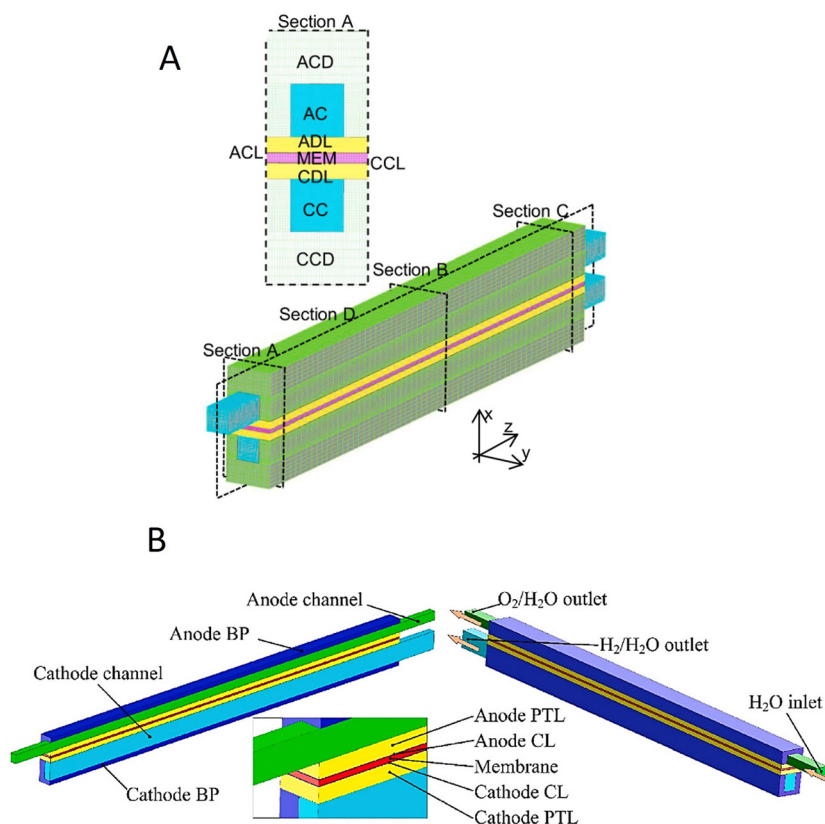 A
Section A
ACD
AC
ADL
ACL
MEM
CCL
CDL
CC
CCD
Section C
Section B
Section D
Section A
x
z
y
B
Anode channel
Anode BP
Cathode channel
Cathode BP
O₂/H₂O outlet
H₂/H₂O outlet
H₂O inlet
Anode PTL
Anode CL
Membrane
Cathode CL
Cathode PTL